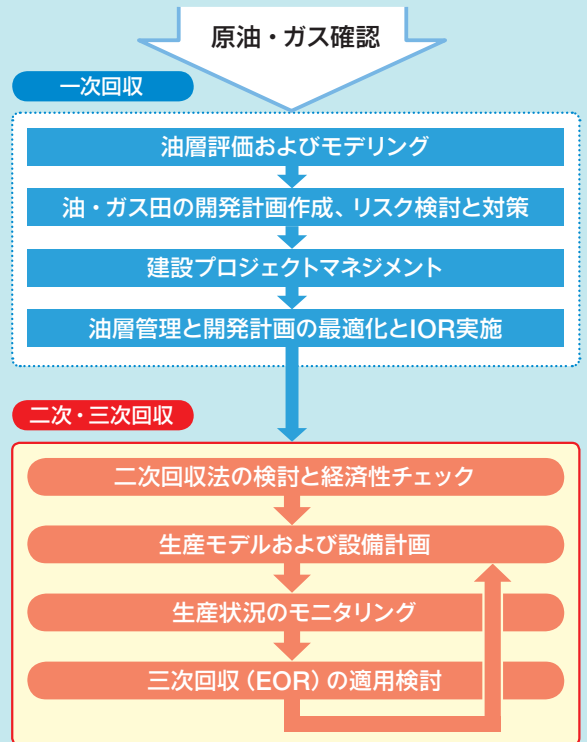 原油・ガス確認
一次回収
油層評価およびモデリング
油・ガス田の開発計画作成、リスク検討と対策
建設プロジェクトマネジメント
油層管理と開発計画の最適化とIOR実施
二次・三次回収
二次回収法の検討と経済性チェック
生産モデルおよび設備計画
生産状況のモニタリング
三次回収（EOR）の適用検討